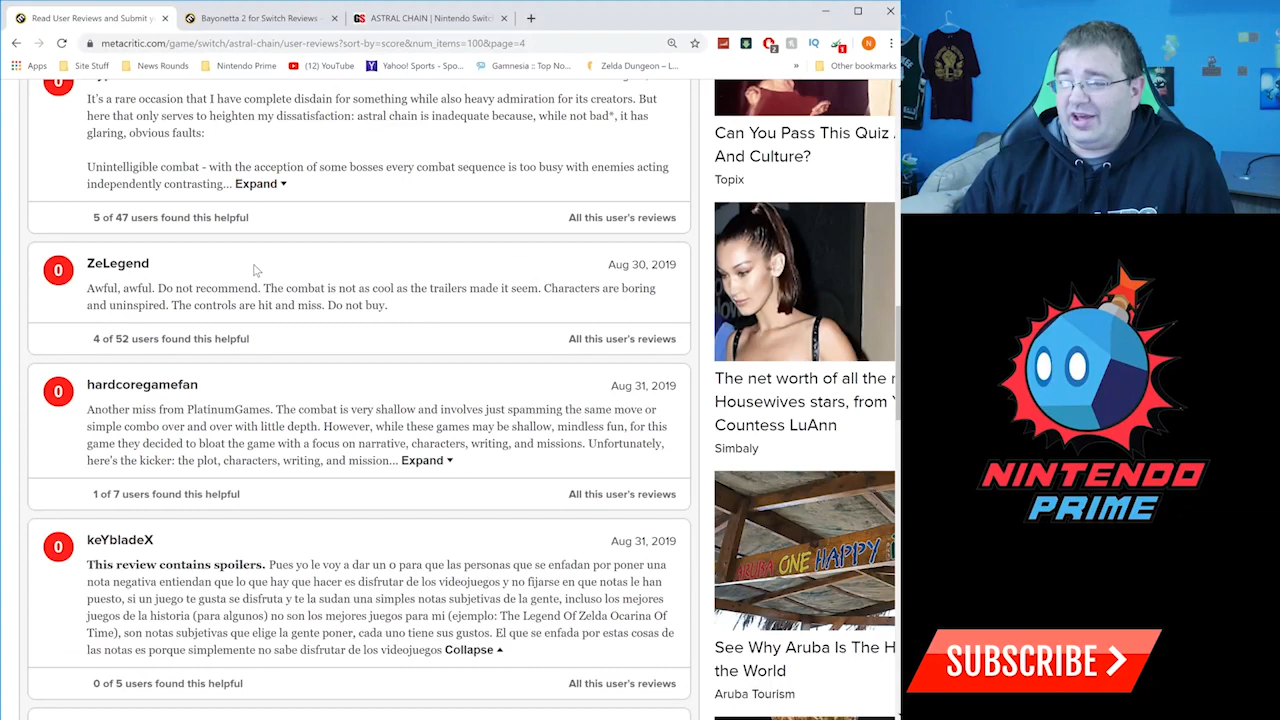 Read User Reviews and Submit y
Bayonetta 2 for Switch Reviews
ASTRAL CHAIN | Nintendo Switc
metacritic.com/game/switch/astral-chain/user-reviews?sort-by=score&num_items=100&page=4
Apps
Site Stuff
News Rounds
Nintendo Prime
(12) YouTube
Yahoo! Sports - Spo...
Gamnesia :: Top No...
Zelda Dungeon – L...
Other bookmarks
It's a rare occasion that I have complete disdain for something while also heavy admiration for its creators. But
here that only serves to heighten my dissatisfaction: astral chain is inadequate because, while not bad*, it has
glaring, obvious faults:
Unintelligible combat - with the acception of some bosses every combat sequence is too busy with enemies acting
independently contrasting... Expand
5 of 47 users found this helpful
All this user's reviews
0
ZeLegend
Aug 30, 2019
Awful, awful. Do not recommend. The combat is not as cool as the trailers made it seem. Characters are boring
and uninspired. The controls are hit and miss. Do not buy.
4 of 52 users found this helpful
All this user's reviews
0
hardcoregamefan
Aug 31, 2019
Another miss from PlatinumGames. The combat is very shallow and involves just spamming the same move or
simple combo over and over with little depth. However, while these games may be shallow, mindless fun, for this
game they decided to bloat the game with a focus on narrative, characters, writing, and missions. Unfortunately,
here's the kicker: the plot, characters, writing, and mission... Expand
1 of 7 users found this helpful
All this user's reviews
0
keYbladeX
Aug 31, 2019
This review contains spoilers. Pues yo le voy a dar un 0 para que las personas que se enfadan por poner una
nota negativa entiendan que lo que hay que hacer es disfrutar de los videojuegos y no fijarse en que notas le han
puesto, si un juego te gusta se disfruta y te la sudan una simples notas subjetivas de la gente, incluso los mejores
juegos de la historia (para algunos) no son los mejores juegos para mi (ejemplo: The Legend Of Zelda Ocarina Of
Time), son notas subjetivas que elige la gente poner, cada uno tiene sus gustos. El que se enfada por estas cosas de
las notas es porque simplemente no sabe disfrutar de los videojuegos Collapse
0 of 5 users found this helpful
All this user's reviews
Can You Pass This Quiz
And Culture?
Topix
The net worth of all the
Housewives stars, from
Countess LuAnn
Simbaly
ARUBA ONE HAPPY
See Why Aruba Is The H
the World
Aruba Tourism
NINTENDO
PRIME
SUBSCRIBE